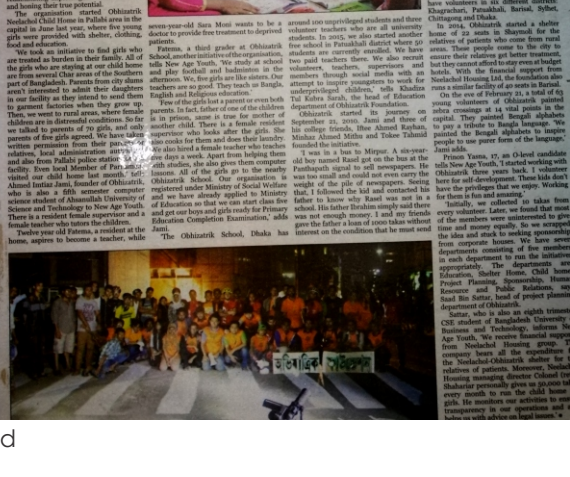 and honing their true potential.
The organisation started Obhizatrik
Neelachol Child Home in Pallabi area in the
capital in June last year, where five young
girls were provided with shelter, clothing,
food and education.
'We took an initiative to find girls who
are treated as burden in their family. All of
the girls who are staying at our child home
are from several Char areas of the Southern
part of Bangladesh. Parents from city slums
aren't interested to admit their daughters
in our facility as they intend to send them
to garment factories when they grow up.
Then, we went to rural areas, where female
children are in distressful conditions. So far
we talked to parents of 70 girls, and only
parents of five girls agreed. We have taken
written permission from their parents,
relatives, local administration
and also from Pallabi police station
facility. Even local Member of Parliament
visited our child home last month,' tells
Ahmed Imtiaz Jami, founder of Obhizatrik,
who is also a fifth semester computer
science student of Ahsanullah University of
Science and Technology to New Age Youth.
There is a resident female supervisor and a
female teacher who tutors the children.
Twelve year old Fatema, a resident at the
home, aspires to become a teacher, while
seven-year-old Sara Moni wants to be a
doctor to provide free treatment to deprived
patients.
Fatema, a third grader at Obhizatrik
School, another initiative of the organisation,
tells New Age Youth, 'We study at school
and play football and badminton in the
afternoon. We, five girls are like sisters. Our
teachers are so good. They teach us Bangla,
English and Religious education.'
'Few of the girls lost a parent or even both
parents. In fact, father of one of the children
is in prison, same is true for mother of
another child. There is a female resident
supervisor who looks after the girls. She
also cooks for them and does their laundry.
We also hired a female teacher who teaches
five days a week. Apart from helping them
with studies, she also gives them computer
lessons. All of the girls go to the nearby
Obhizatrik School. Our organisation is
registered under Ministry of Social Welfare
and we have already applied to Ministry
of Education so that we can start class five
and get our boys and girls ready for Primary
Education Completion Examination,' adds
Jami.
'The Obhizatrik School, Dhaka has
around 100 unprivileged students and three
volunteer teachers who are all university
students. In 2015, we also started another
free school in Patuakhali district where 50
students are currently enrolled. We have
two paid teachers there. We also recruit
volunteers, teachers, supervisors and
members through social media with an
attempt to inspire youngsters to work for
underprivileged children,' tells Khadiza
Tul Kubra Sarah, the head of Education
department of Obhizatrik Foundation.
Obhizatrik started its journey on
September 21, 2010. Jami and three of
his college friends, Ibne Ahmed Rayhan,
Minhaz Ahmed Mithu and Tokee Tahmid
founded the initiative.
'I was in a bus to Mirpur. A six-year-
old boy named Rasel got on the bus at the
Panthapath signal to sell newspapers. He
was too small and could not even carry the
weight of the pile of newspapers. Seeing
that, I followed the kid and contacted his
father to know why Rasel was not in a
school. His father Ibrahim simply said there
was not enough money. I and my friends
gave the father a loan of 1000 takas without
interest on the condition that he must send
have volunteers in six different
Khagrachari, Patuakhali, Barisal, Sylhet,
Chittagong and Dhaka.
In 2014, Obhizatrik started a shelter
home of 22 seats in Shaymoli for the
relatives of patients who come from rural
areas. These people come to the city to
ensure their relatives get better treatment,
but they cannot afford to stay even at budget
hotels. With the financial support from
Neelachol Housing Ltd, the foundation also
runs a similar facility of 40 seats in Barisal.
On the eve of February 21, a total of 63
young volunteers of Obhizatrik painted
zebra crossings at 14 vital points in the
capital. They painted Bengali alphabets
to pay a tribute to Bangla language. 'We
painted the Bengali alphabets to inspire
people to use purer form of the language,'
Jami adds.
Prince Yamn, 17, an O-level candidate
tells New Age Youth, 'I started working with
Obhizatrik three years back. I volunteer
here for self-development. These kids don't
have the privileges that we enjoy. Working
for them is fun and amazing.'
'Initially, we collected 10 takas from
every volunteer. Later, we found that most
of the members were uninterested to give
time and money equally. So we scrapped
the idea and stuck to seeking sponsorship
from corporate houses. We have seven
departments consisting of five members
in each department to run the initiatives
appropriately. The departments are
Education, Shelter Home, Child home
Project Planning, Sponsorship, Human
Resource and Public Relations,' says
Saad Bin Sattar, head of project planning
department of Obhizatrik.
Sattar, who is also an eighth trimester
CSE student of Bangladesh University
Business and Technology, informs New
Age Youth, 'We receive financial support
from Neelachol Housing group. The
company bears all the expenditure
the Neelachol-Obhizatrik shelter for
relatives of patients. Moreover, Neelachol
Housing managing director Colonel (retd)
Shahariar personally gives us 30,000 taka
every month to run the child home
girls. He monitors our activities to ensure
transparency in our operations and
helps us with advice on legal issues.'
অভিযাত্রিক ফাউন্ডেশন
d